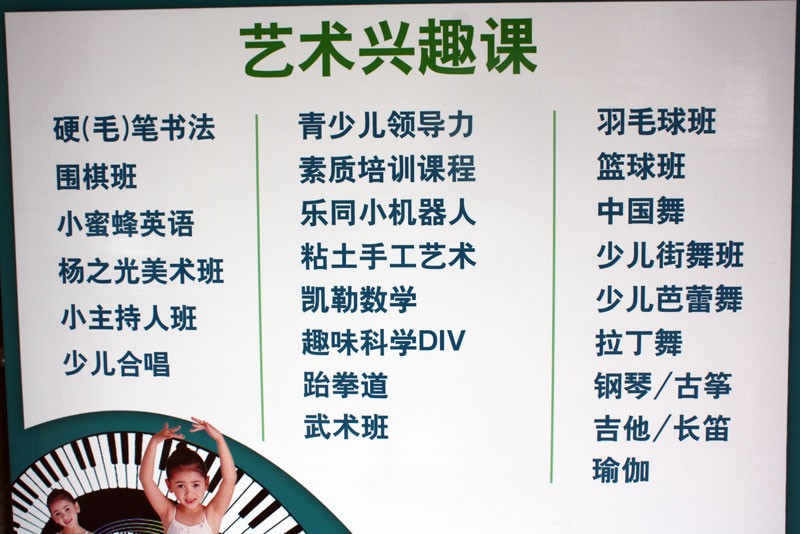 艺术兴趣课
硬(毛)笔书法
围棋班
小蜜蜂英语
杨之光美术班
小主持人班
少儿合唱
青少儿领导力
素质培训课程
乐同小机器人
粘土手工艺术
凯勒数学
趣味科学DIV
跆拳道
武术班
羽毛球班
篮球班
中国舞
少儿街舞班
少儿芭蕾舞
拉丁舞
钢琴/古筝
吉他/长笛
瑜伽